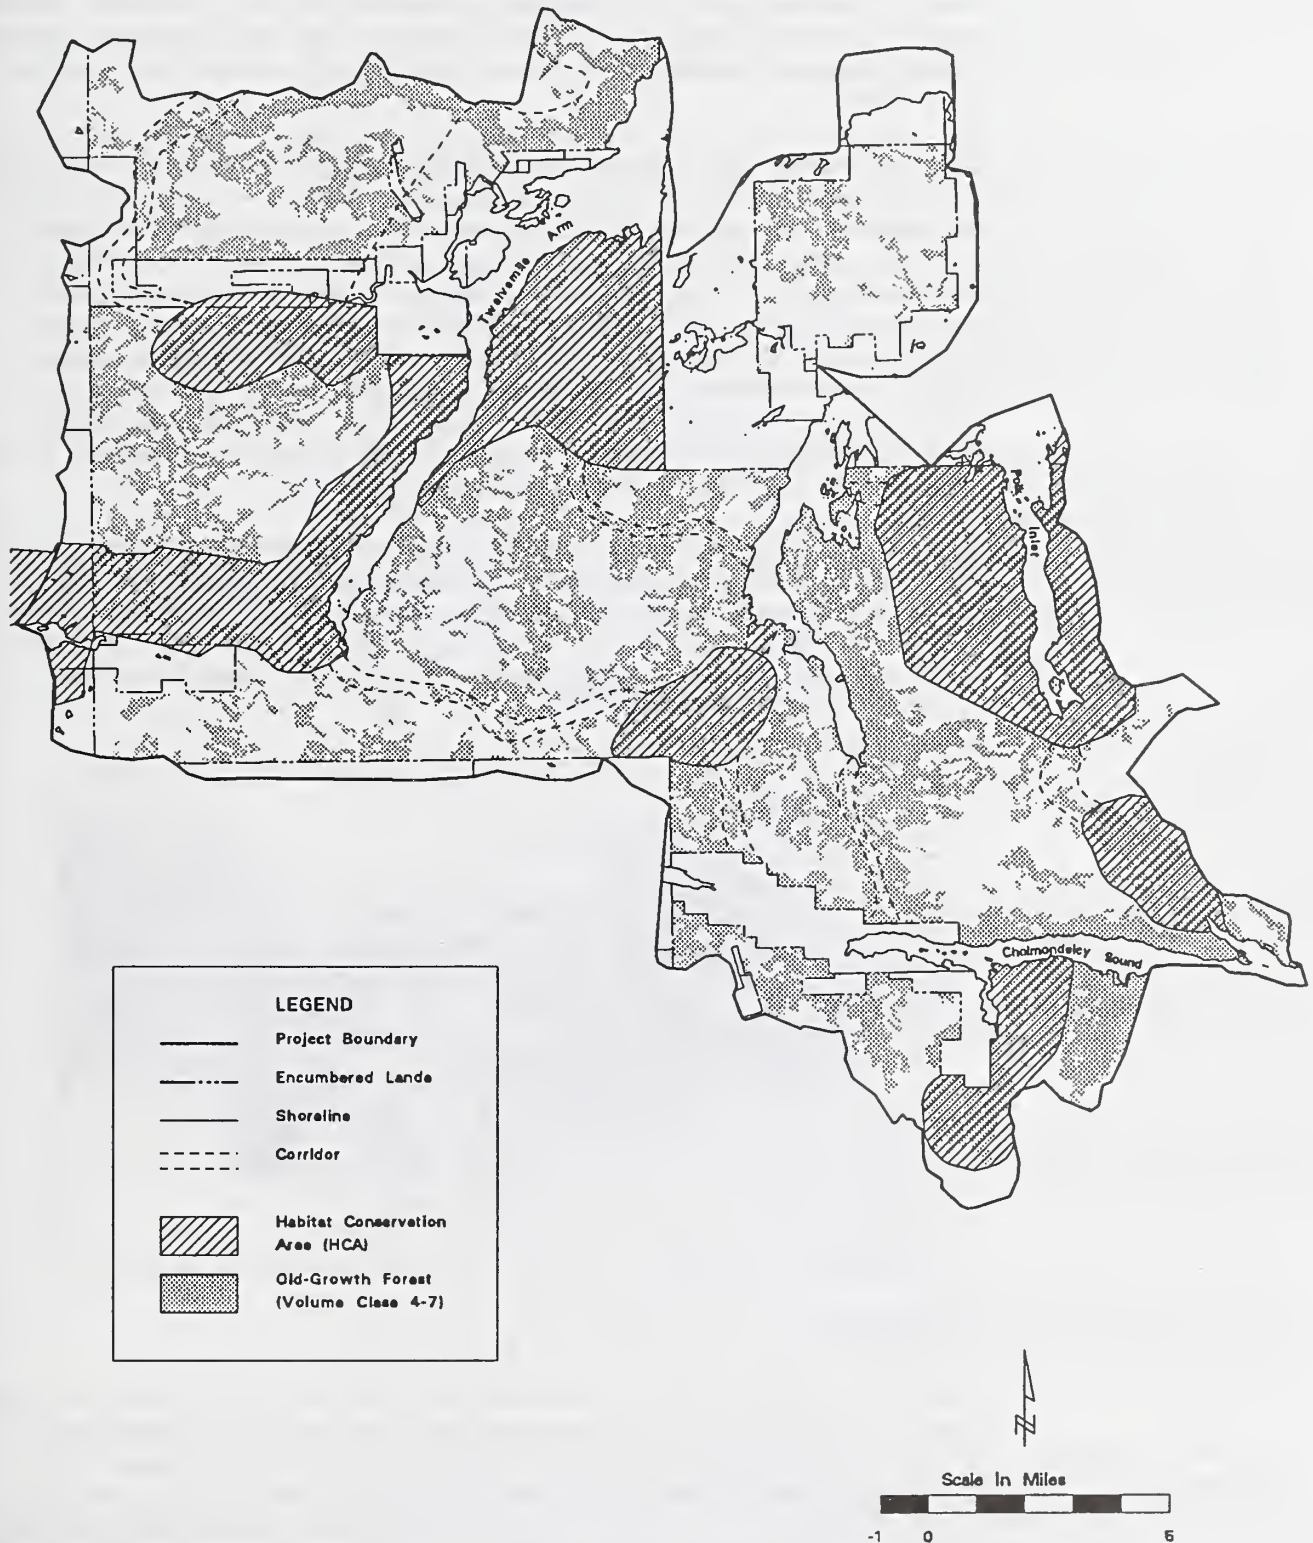 Twelvemile Arm
Polk Inlet
Cholmondeley Sound
LEGEND
Project Boundary
Encumbered Lands
Shoreline
Corridor
Habitat Conservation
Area (HCA)
Old-Growth Forest
(Volume Class 4-7)
N
Scale In Miles
-1 0 5